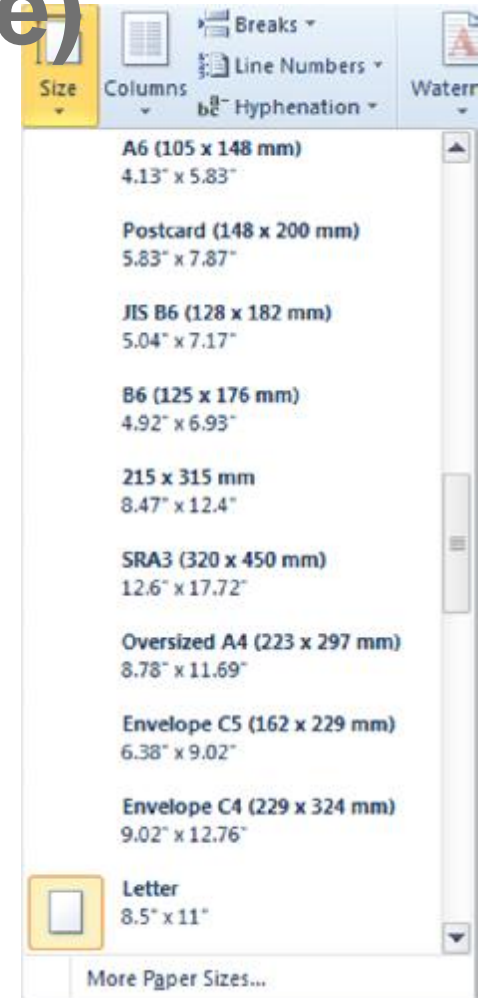 e)
Breaks
Line Numbers
Size
Columns
Hyphenation
A6 (105 x 148 mm)
4.13" x 5.83"
Postcard (148 x 200 mm)
5.83" x 7.87"
JIS B6 (128 x 182 mm)
5.04" x 7.17"
B6 (125 x 176 mm)
4.92" x 6.93"
215 x 315 mm
8.47" x 12.4"
SRA3 (320 x 450 mm)
12.6" x 17.72"
Oversized A4 (223 x 297 mm)
8.78" x 11.69"
Envelope C5 (162 x 229 mm)
6.38" x 9.02"
Envelope C4 (229 x 324 mm)
9.02" x 12.76"
Letter
8.5" x 11"
More Paper Sizes...